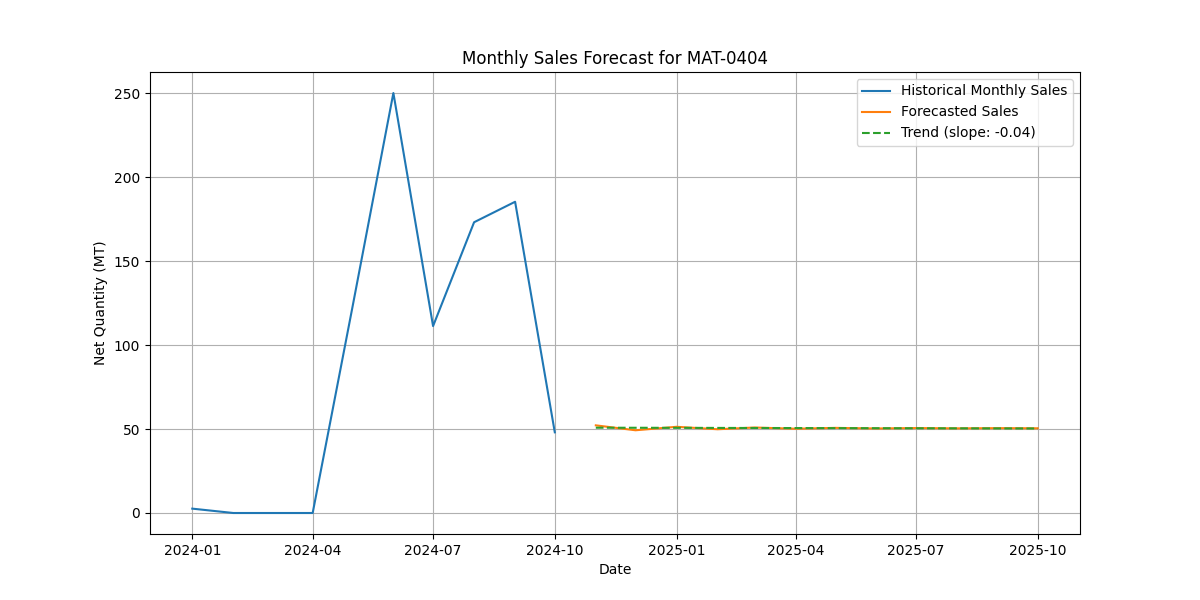 Monthly Sales Forecast for MAT-0404
Historical Monthly Sales
Forecasted Sales
Trend (slope: -0.04)
Net Quantity (MT)
250
200
150
100
50
0
2024-01 2024-04 2024-07 2024-10 2025-01 2025-04 2025-07 2025-10
Date